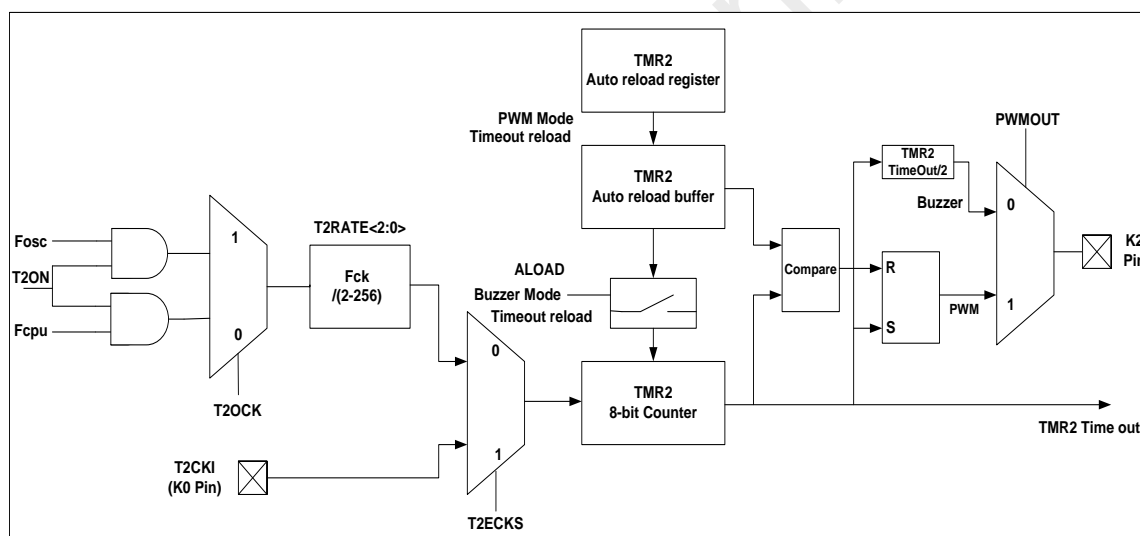 TMR2
Auto reload register
PWM Mode
Timeout reload
PWMOUT
TMR2
Auto reload buffer
TMR2
TimeOut/2
Buzzer
0
K2
Pin
Fosc
T2ON
Fcpu
1
0
T2OCK
T2RATE<2:0>
Fck
/(2-256)
ALOAD
Buzzer Mode
Timeout reload
Compare
R
S
PWM
1
0
1
TMR2
8-bit Counter
TMR2 Time out
T2CKI
(K0 Pin)
T2ECKS